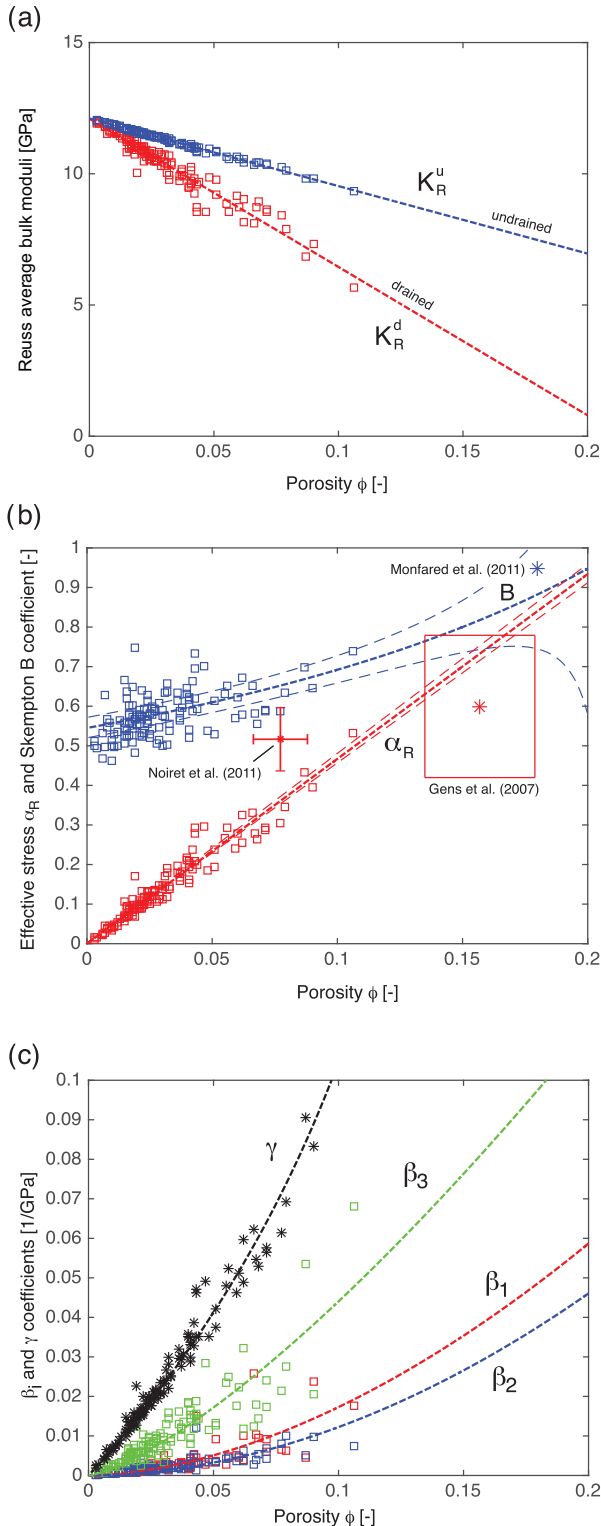 (a)
15
10
5
0
Reuss average bulk moduli [GPa]
K_R^u
undrained
drained
K_R^d
0 0.05 0.1 0.15 0.2
Porosity ϕ [-]
(b)
1
0.9
0.8
0.7
0.6
0.5
0.4
0.3
0.2
0.1
0
Effective stress α_R and Skempton B coefficient [-]
Monfared et al. (2011)
B
α_R
Noiret et al. (2011)
Gens et al. (2007)
0 0.05 0.1 0.15 0.2
Porosity ϕ [-]
(c)
0.1
0.09
0.08
0.07
0.06
0.05
0.04
0.03
0.02
0.01
0
β_i and γ coefficients [1/GPa]
γ
β_3
β_1
β_2
0 0.05 0.1 0.15 0.2
Porosity ϕ [-]